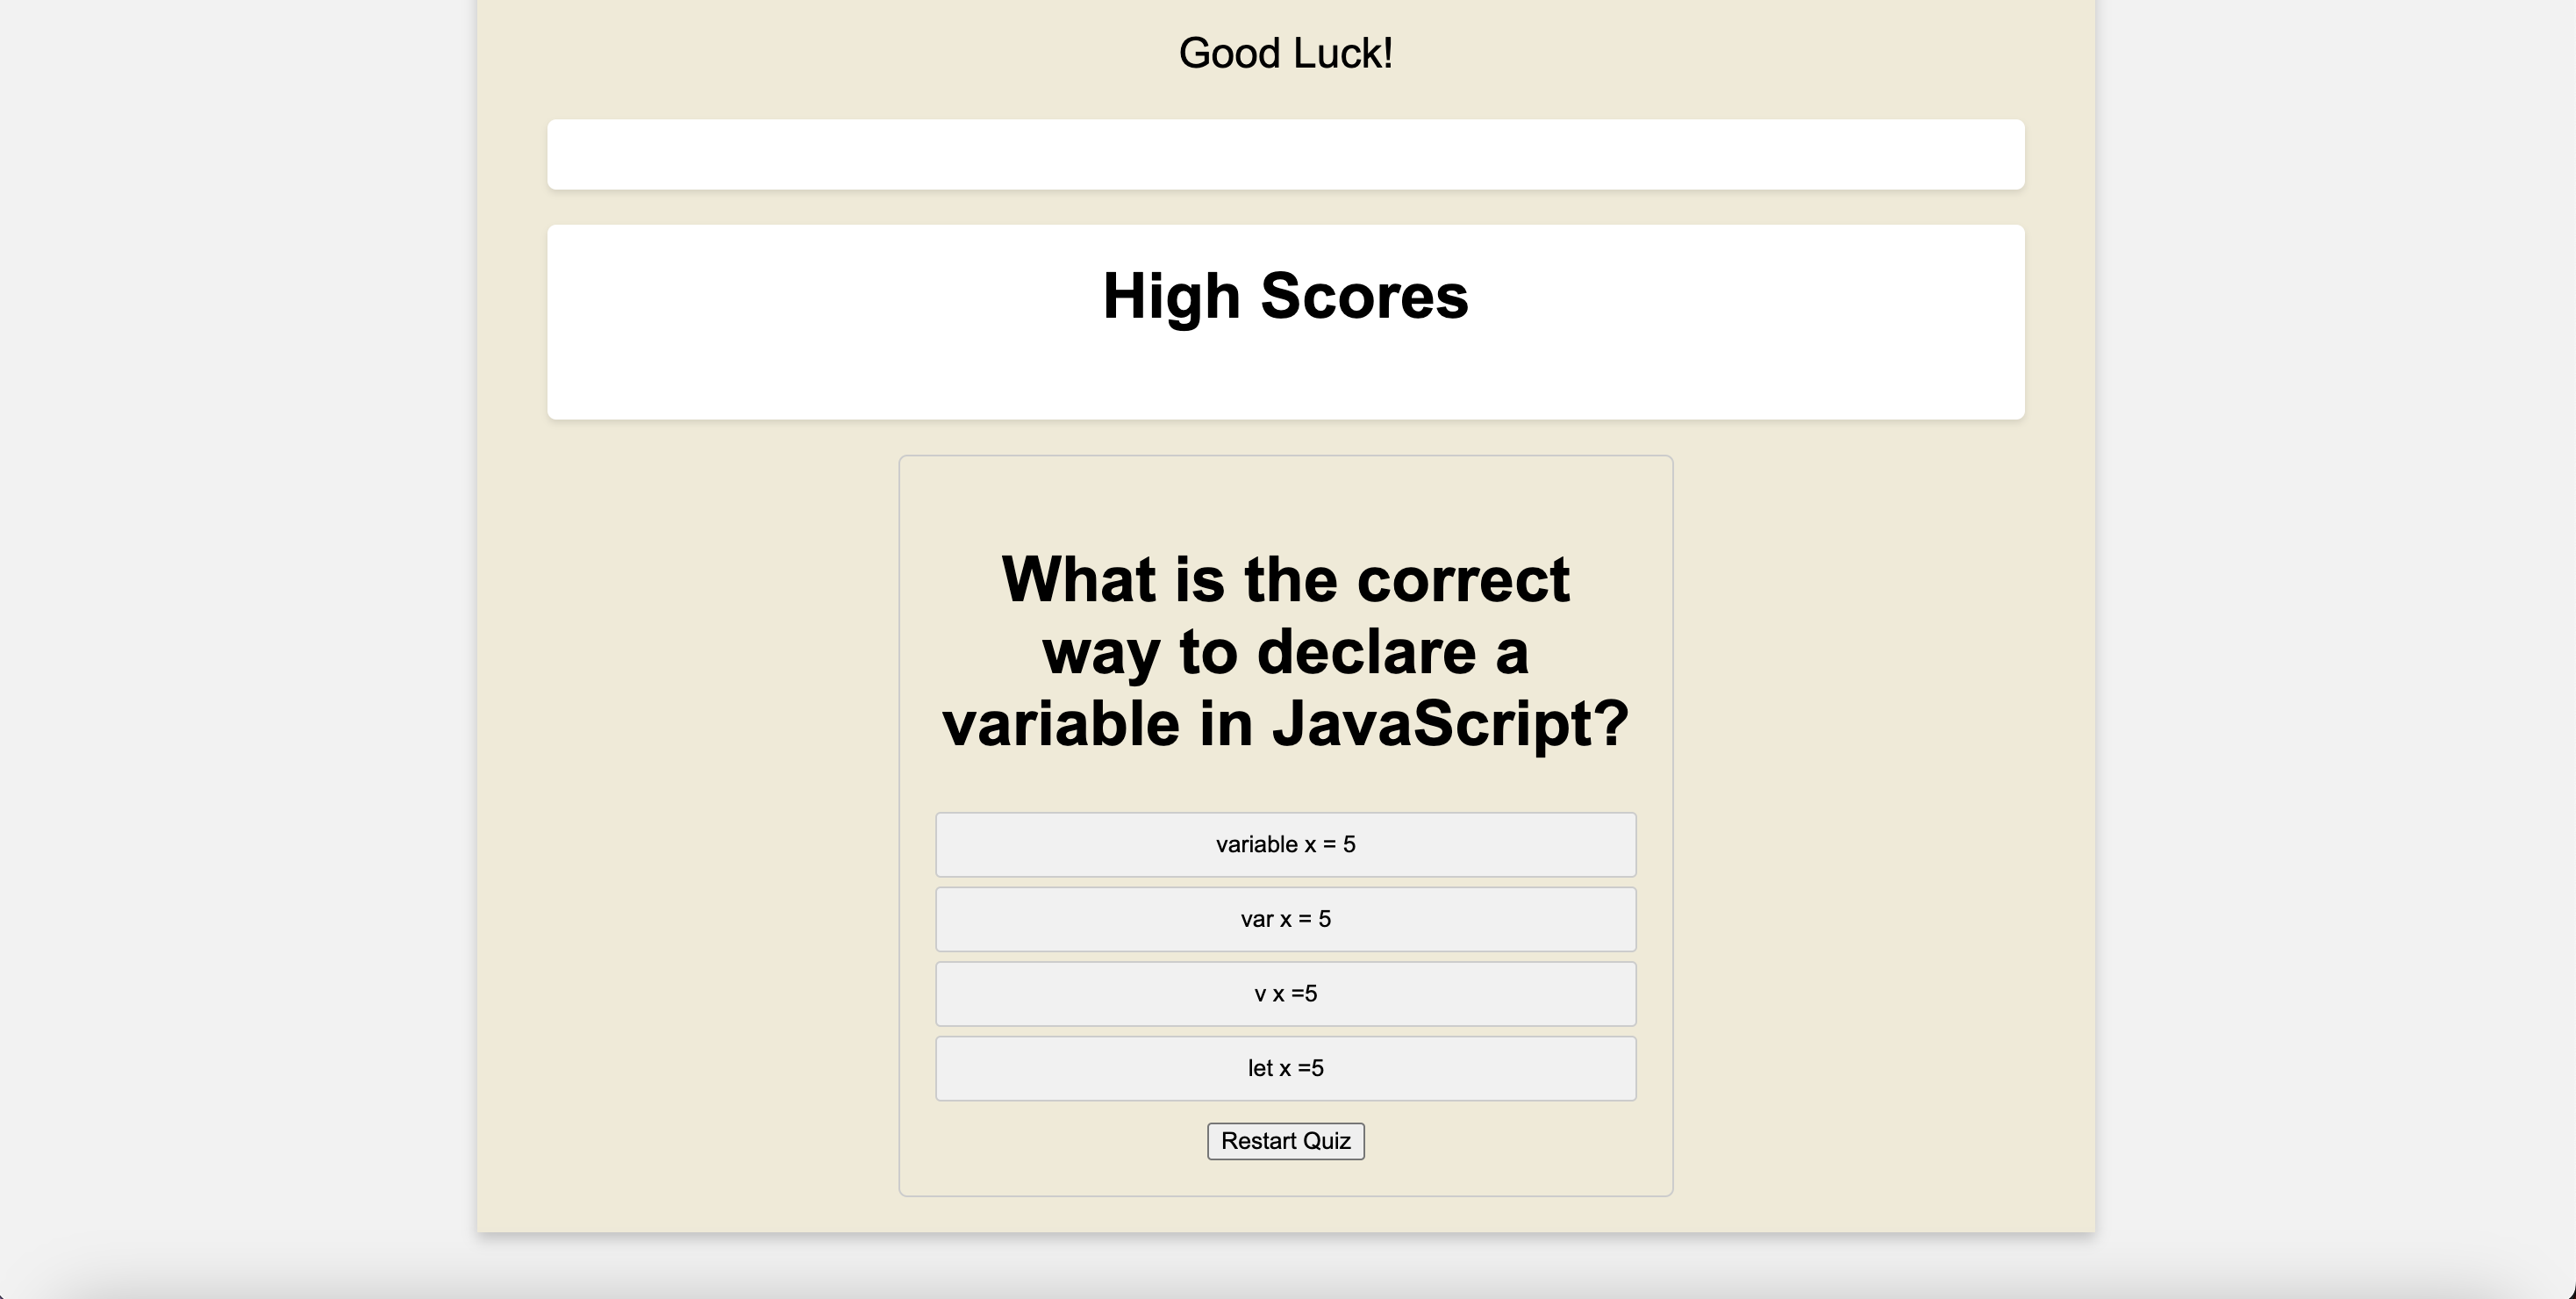 Good Luck!
High Scores
What is the correct
way to declare a
variable in JavaScript?
variable x = 5
var x = 5
v x =5
let x =5
Restart Quiz